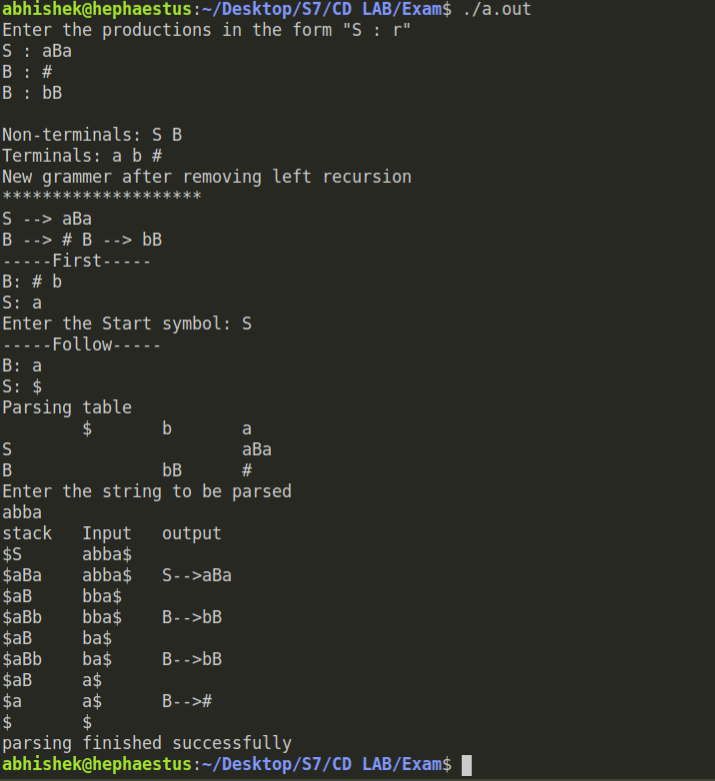 abhishek@hephaestus:~/Desktop/S7/CD LAB/Exam$ ./a.out
Enter the productions in the form "S : r"
S : aBa
B : #
B : bB

Non-terminals: S B
Terminals: a b #
New grammer after removing left recursion
********************
S --> aBa
B --> # B --> bB
-----First-----
B: # b
S: a
Enter the Start symbol: S
-----Follow-----
B: a
S: $
Parsing table
        $       b       a
S                       aBa
B               bB      #
Enter the string to be parsed
abba
stack   Input   output
$S      abba$
$aBa    abba$   S-->aBa
$aB     bba$
$aBb    bba$    B-->bB
$aB     ba$
$aBb    ba$     B-->bB
$aB     a$
$a      a$      B-->#
$       $
parsing finished successfully
abhishek@hephaestus:~/Desktop/S7/CD LAB/Exam$